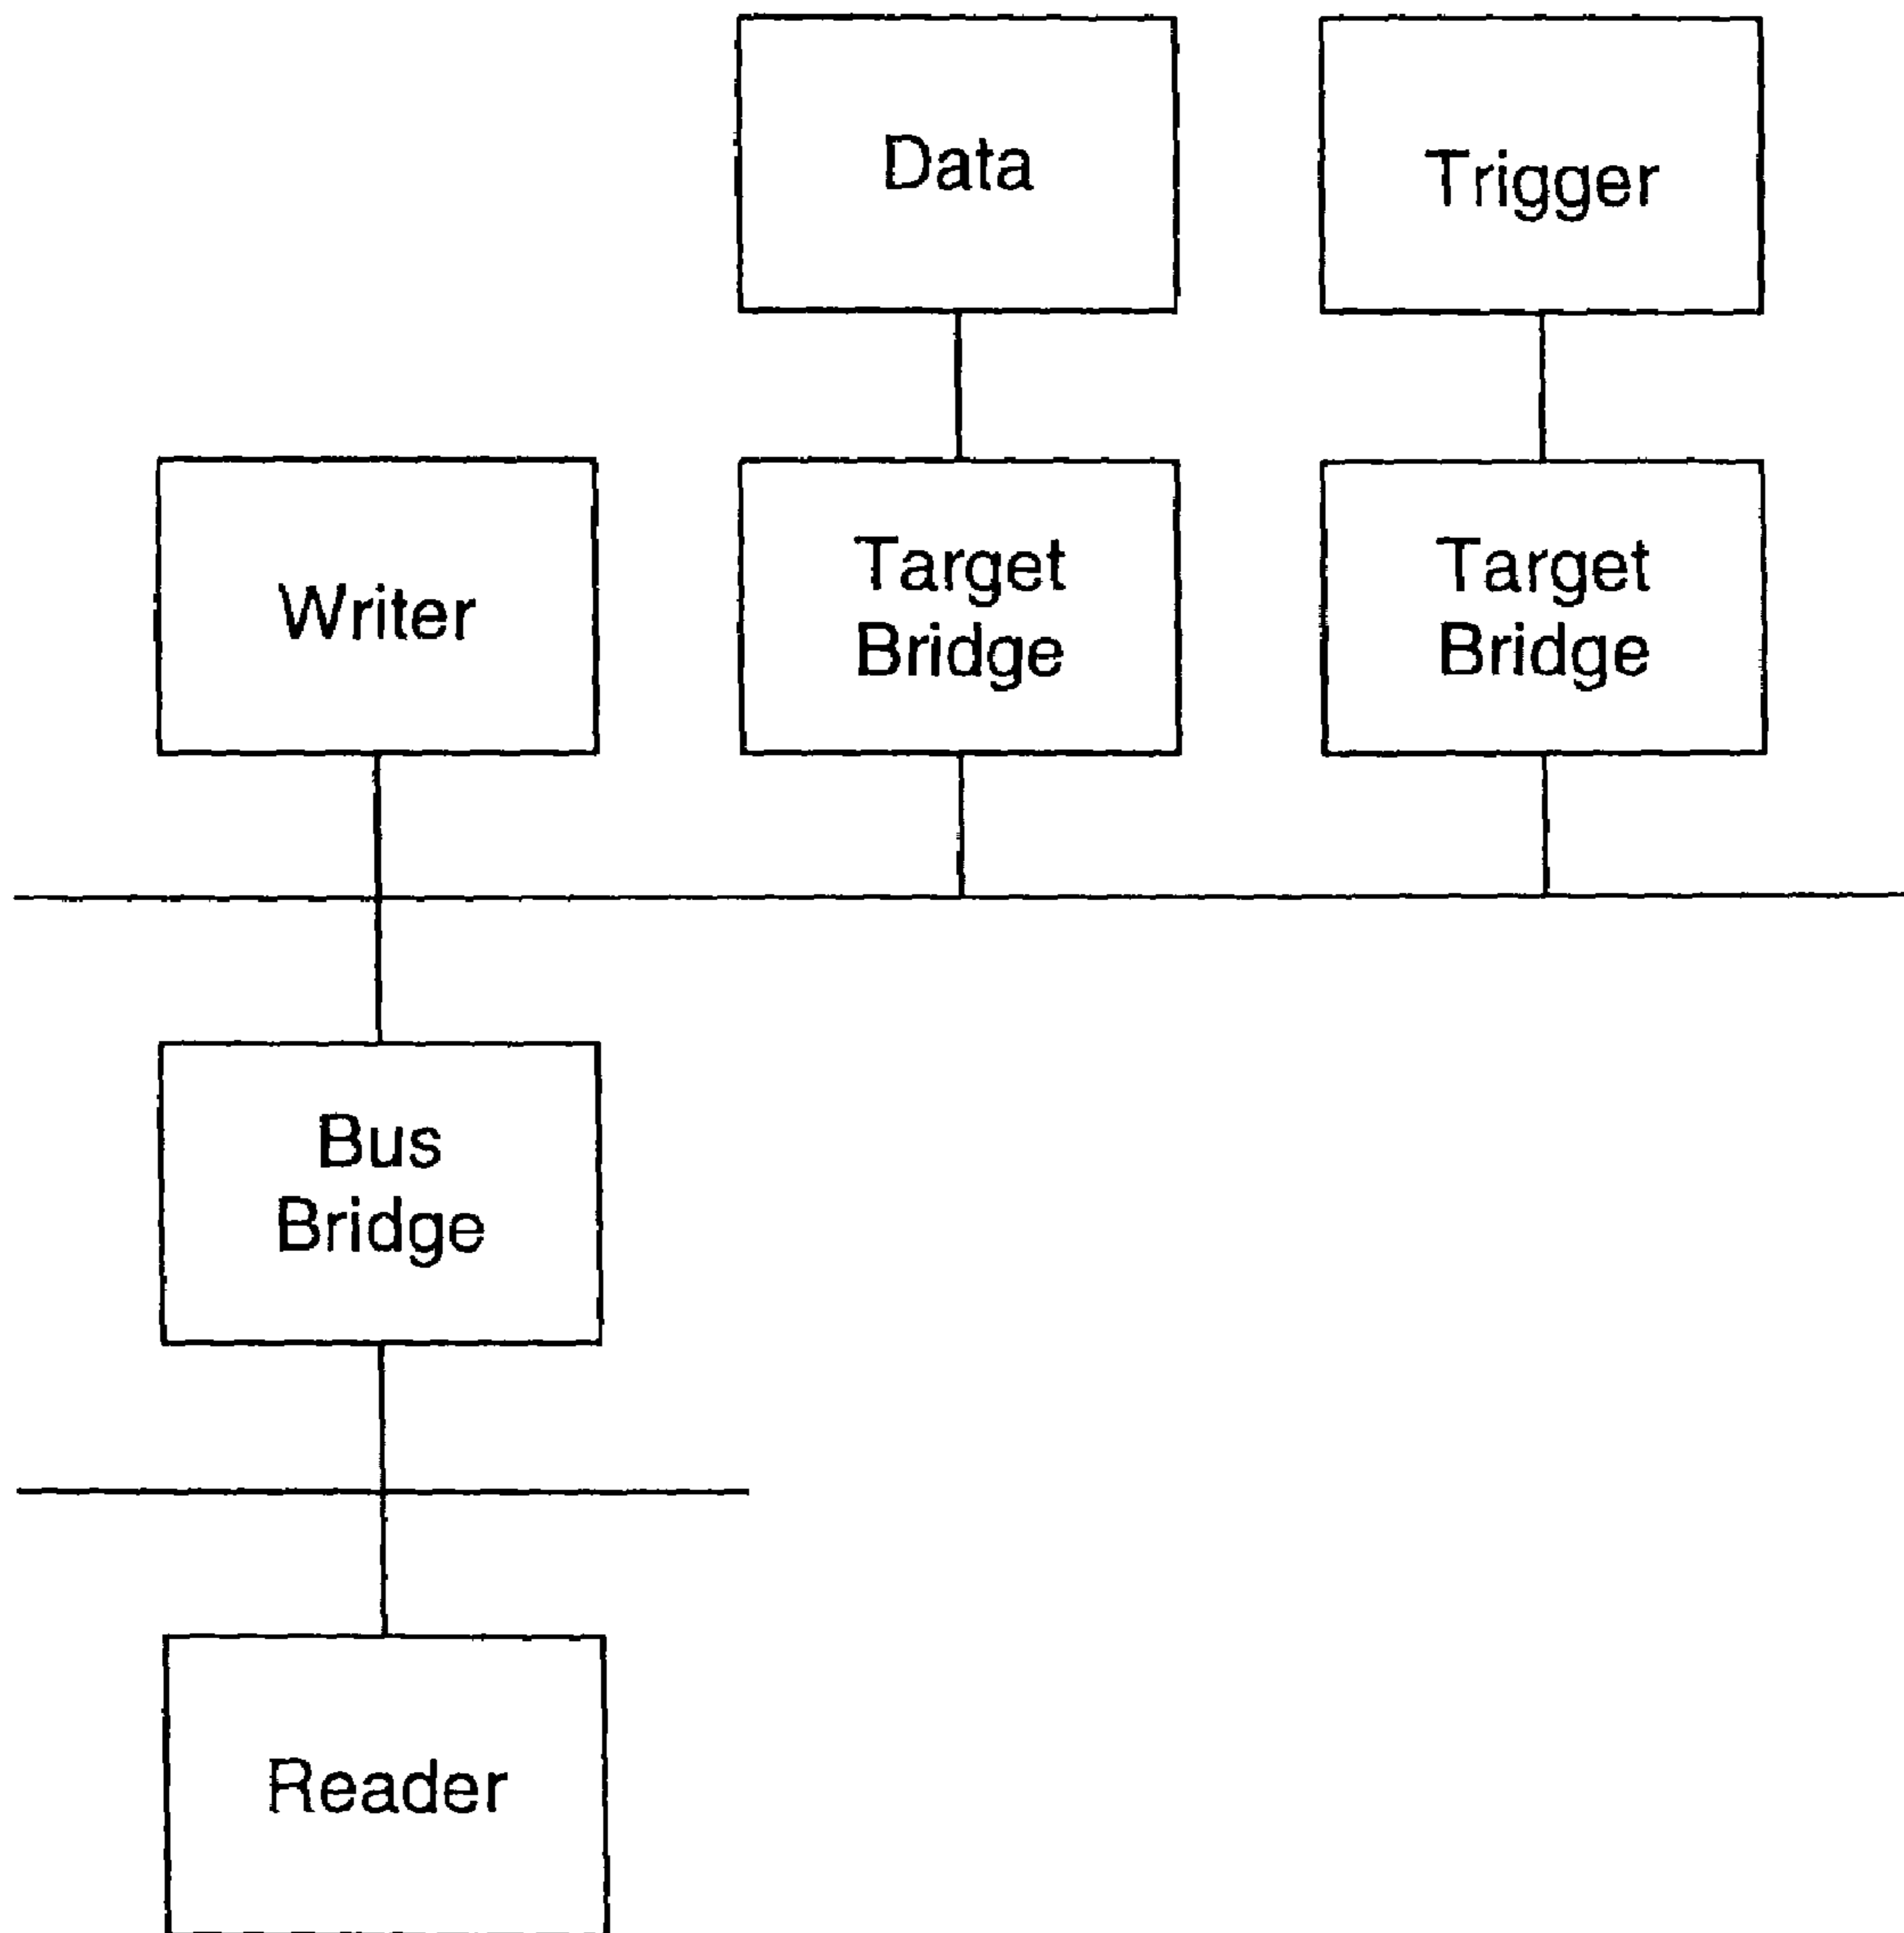 Data
Trigger
Writer
Target
Bridge
Target
Bridge
Bus
Bridge
Reader